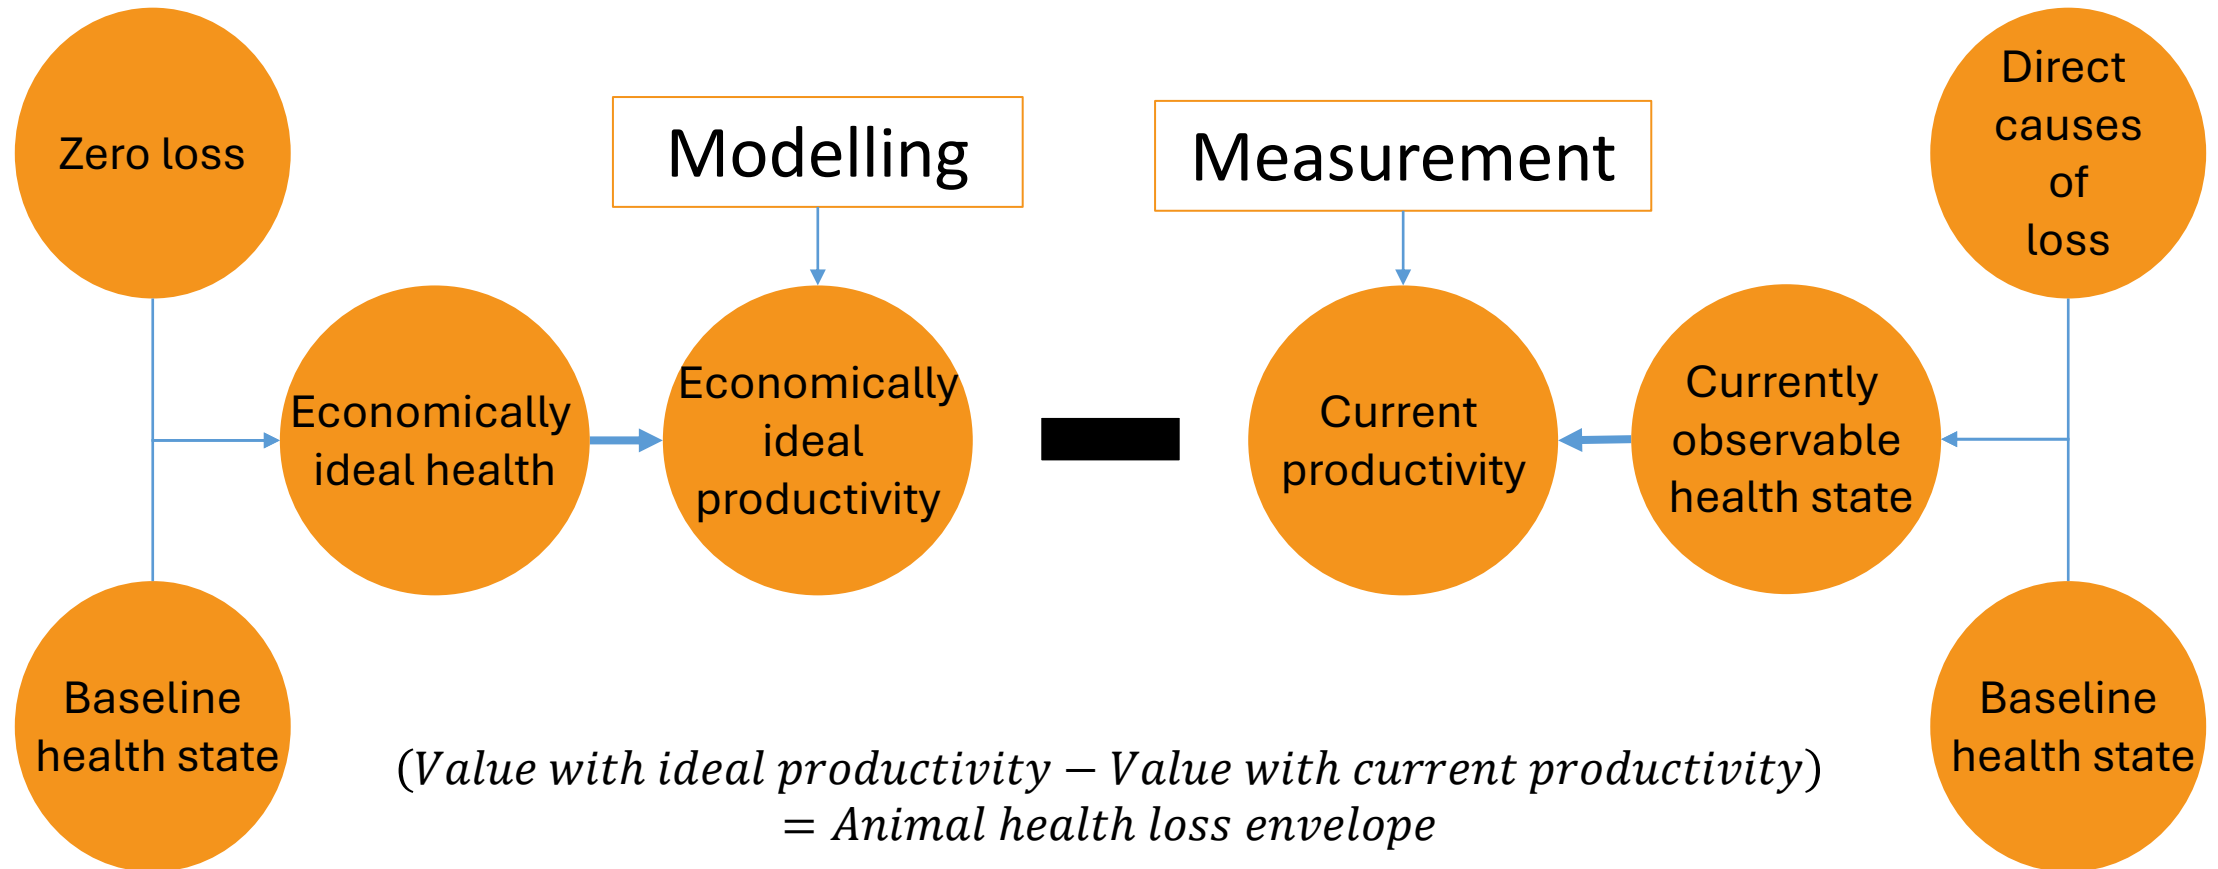 Zero loss
Modelling
Measurement
Direct
causes
of
loss
Economically
ideal health
Economically
ideal
productivity
Current
productivity
Currently
observable
health state
Baseline
health state
Baseline
health state
(Value with ideal productivity − Value with current productivity)
= Animal health loss envelope